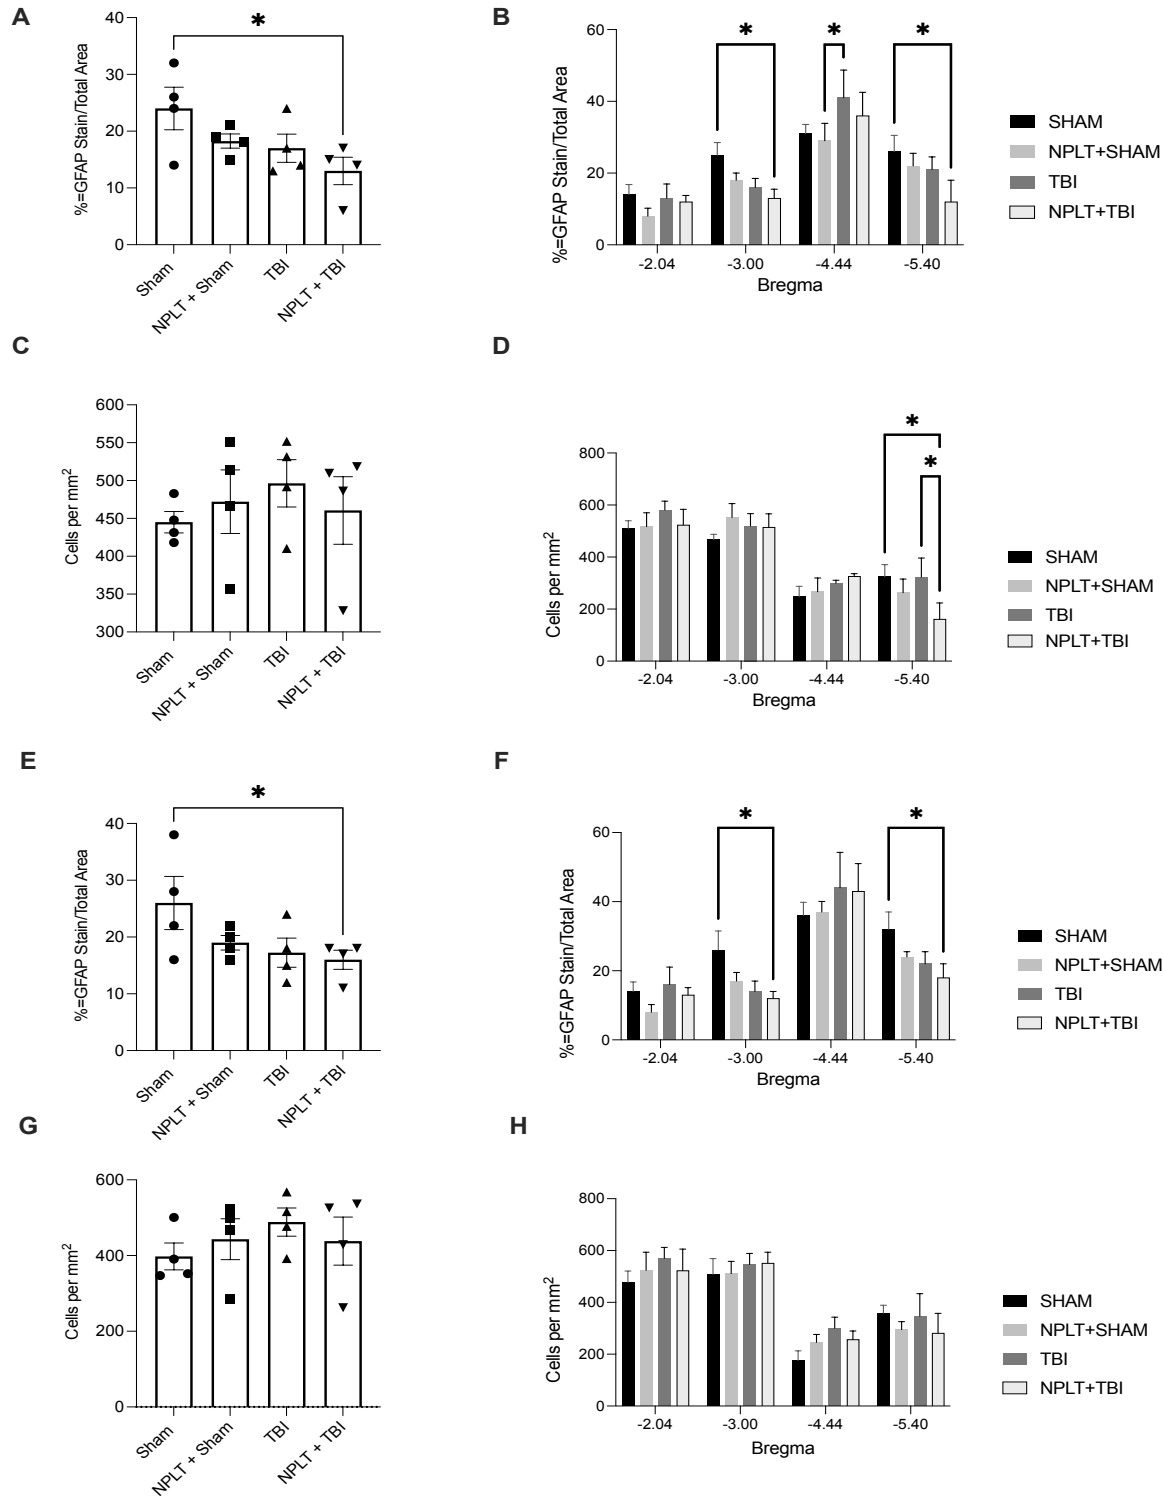 A
%=GFAP Stain/Total Area
40
30
20
10
0
*
Sham
NPLT + Sham
TBI
NPLT + TBI
B
%=GFAP Stain/Total Area
60
40
20
0
* * *
-2.04 -3.00 -4.44 -5.40
Bregma
SHAM
NPLT+SHAM
TBI
NPLT+TBI
C
Cells per mm2
600
550
500
450
400
350
300
Sham
NPLT + Sham
TBI
NPLT + TBI
D
Cells per mm2
800
600
400
200
0
*
*
-2.04 -3.00 -4.44 -5.40
Bregma
SHAM
NPLT+SHAM
TBI
NPLT+TBI
E
%=GFAP Stain/Total Area
40
30
20
10
0
*
Sham
NPLT + Sham
TBI
NPLT + TBI
F
%=GFAP Stain/Total Area
60
40
20
0
* *
-2.04 -3.00 -4.44 -5.40
Bregma
SHAM
NPLT+SHAM
TBI
NPLT+TBI
G
Cells per mm2
600
400
200
0
Sham
NPLT + Sham
TBI
NPLT + TBI
H
Cells per mm2
800
600
400
200
0
-2.04 -3.00 -4.44 -5.40
Bregma
SHAM
NPLT+SHAM
TBI
NPLT+TBI